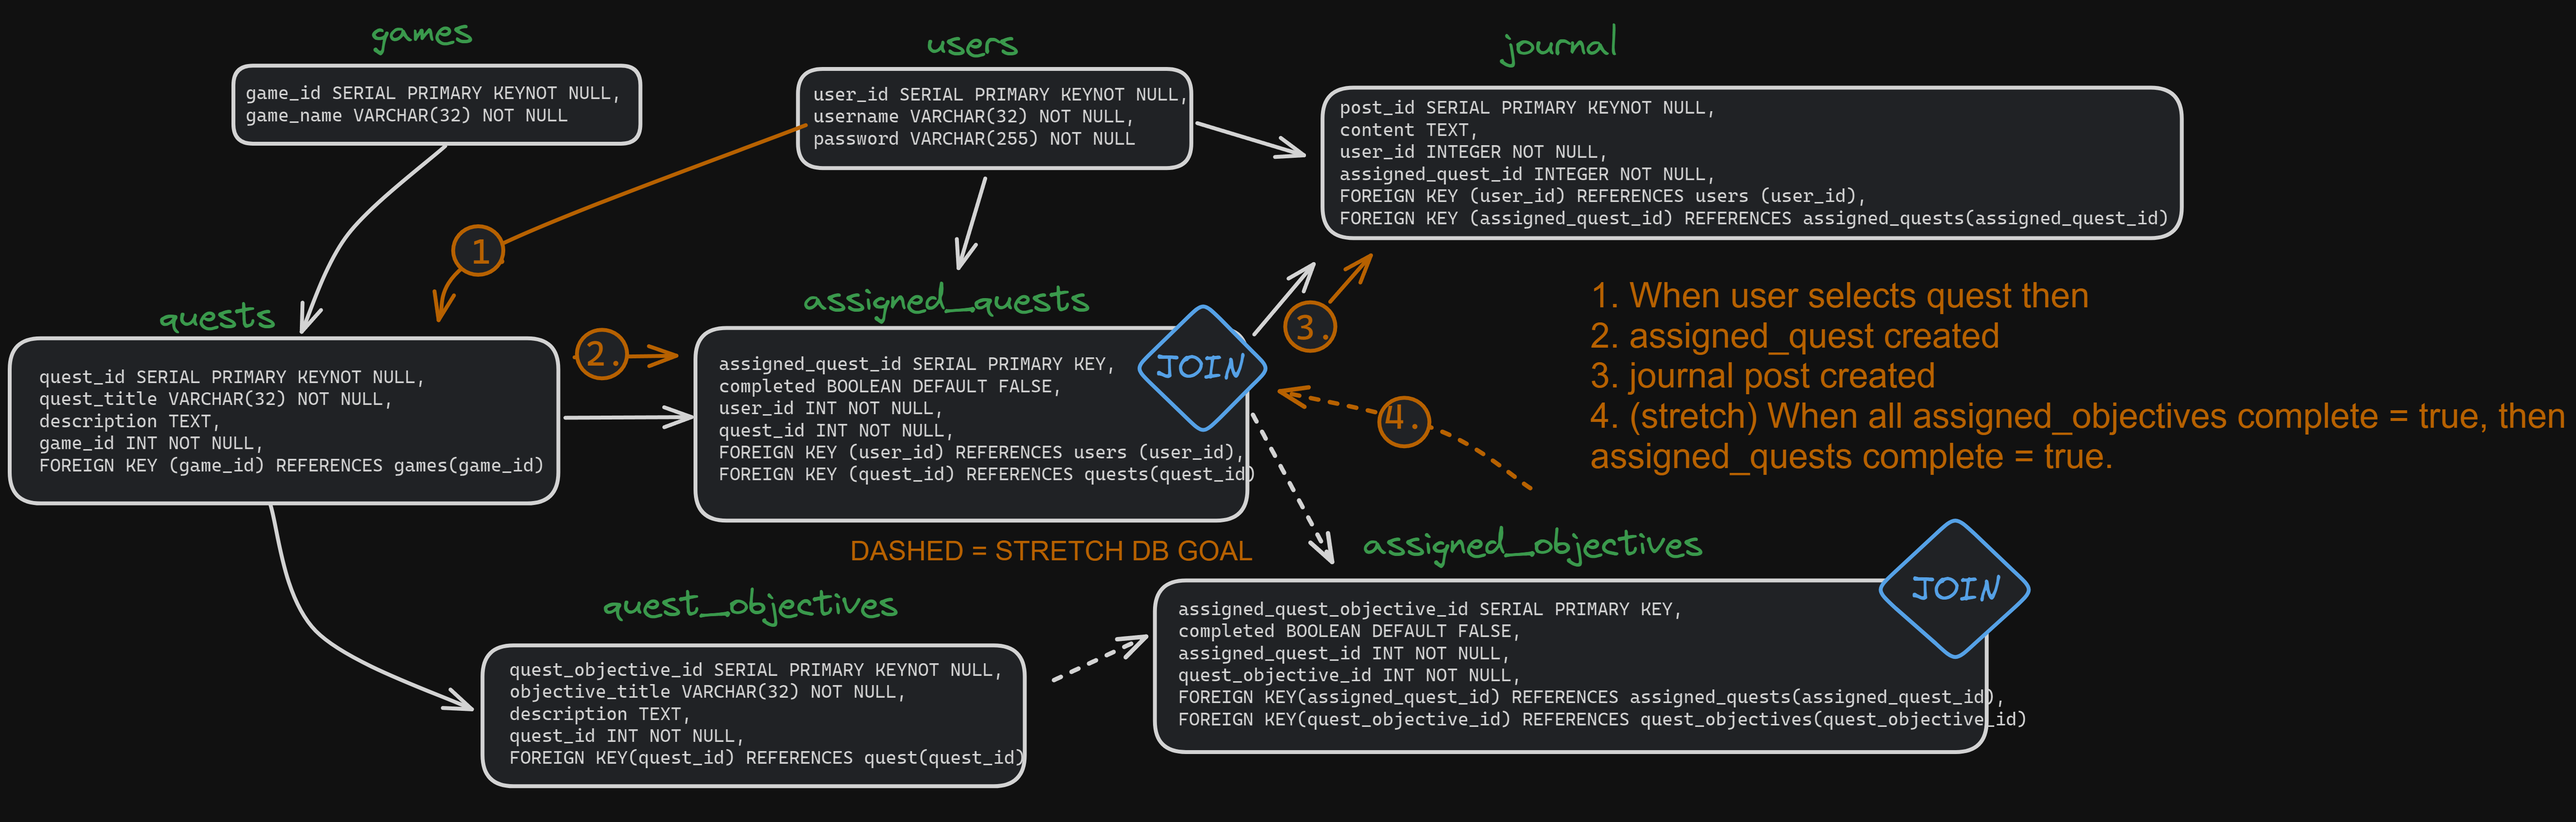 games
game_id SERIAL PRIMARY KEYNOT NULL,
game_name VARCHAR(32) NOT NULL
users
user_id SERIAL PRIMARY KEYNOT NULL,
username VARCHAR(32) NOT NULL,
password VARCHAR(255) NOT NULL
journal
post_id SERIAL PRIMARY KEYNOT NULL,
content TEXT,
user_id INTEGER NOT NULL,
assigned_quest_id INTEGER NOT NULL,
FOREIGN KEY (user_id) REFERENCES users (user_id),
FOREIGN KEY (assigned_quest_id) REFERENCES assigned_quests(assigned_quest_id)
1.
quests
quest_id SERIAL PRIMARY KEYNOT NULL,
quest_title VARCHAR(32) NOT NULL,
description TEXT,
game_id INT NOT NULL,
FOREIGN KEY (game_id) REFERENCES games(game_id)
2.
assigned_quests
assigned_quest_id SERIAL PRIMARY KEY,
completed BOOLEAN DEFAULT FALSE,
user_id INT NOT NULL,
quest_id INT NOT NULL,
FOREIGN KEY (user_id) REFERENCES users (user_id),
FOREIGN KEY (quest_id) REFERENCES quests(quest_id)
JOIN
3.
4.
1. When user selects quest then
2. assigned_quest created
3. journal post created
4. (stretch) When all assigned_objectives complete = true, then
assigned_quests complete = true.
DASHED = STRETCH DB GOAL
quest_objectives
quest_objective_id SERIAL PRIMARY KEYNOT NULL,
objective_title VARCHAR(32) NOT NULL,
description TEXT,
quest_id INT NOT NULL,
FOREIGN KEY(quest_id) REFERENCES quest(quest_id)
assigned_objectives
assigned_quest_objective_id SERIAL PRIMARY KEY,
completed BOOLEAN DEFAULT FALSE,
assigned_quest_id INT NOT NULL,
quest_objective_id INT NOT NULL,
FOREIGN KEY(assigned_quest_id) REFERENCES assigned_quests(assigned_quest_id),
FOREIGN KEY(quest_objective_id) REFERENCES quest_objectives(quest_objective_id)
JOIN